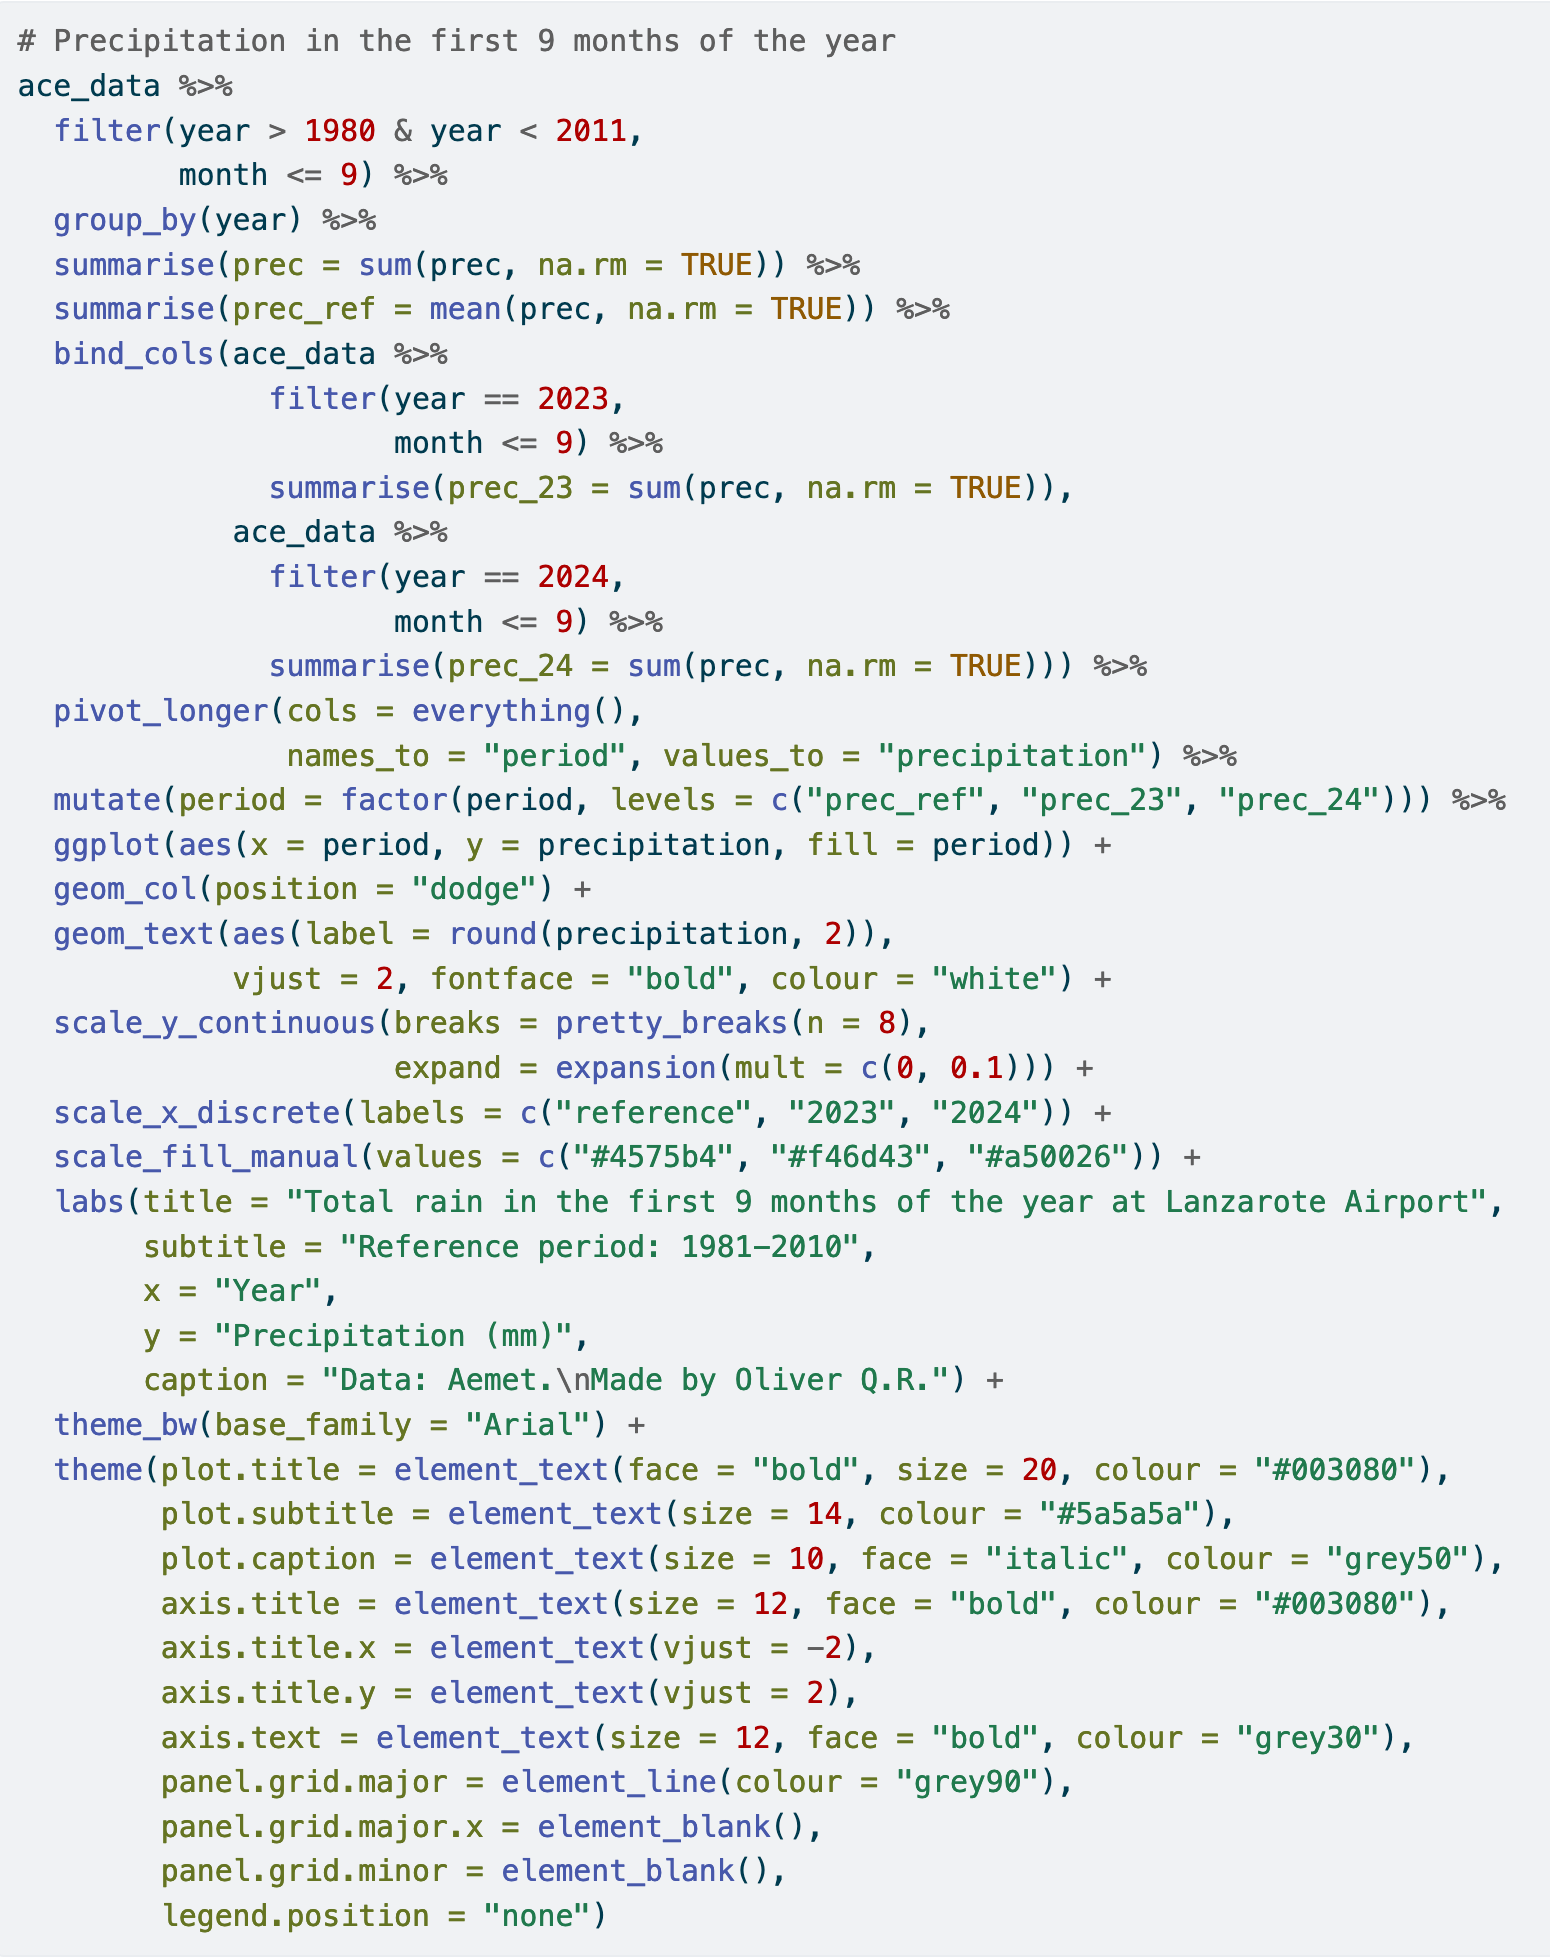 # Precipitation in the first 9 months of the year
ace_data %>%
  filter(year > 1980 & year < 2011,
         month <= 9) %>%
  group_by(year) %>%
  summarise(prec = sum(prec, na.rm = TRUE)) %>%
  summarise(prec_ref = mean(prec, na.rm = TRUE)) %>%
  bind_cols(ace_data %>%
              filter(year == 2023,
                     month <= 9) %>%
              summarise(prec_23 = sum(prec, na.rm = TRUE)),
            ace_data %>%
              filter(year == 2024,
                     month <= 9) %>%
              summarise(prec_24 = sum(prec, na.rm = TRUE))) %>%
  pivot_longer(cols = everything(),
               names_to = "period", values_to = "precipitation") %>%
  mutate(period = factor(period, levels = c("prec_ref", "prec_23", "prec_24"))) %>%
  ggplot(aes(x = period, y = precipitation, fill = period)) +
  geom_col(position = "dodge") +
  geom_text(aes(label = round(precipitation, 2)),
            vjust = 2, fontface = "bold", colour = "white") +
  scale_y_continuous(breaks = pretty_breaks(n = 8),
                     expand = expansion(mult = c(0, 0.1))) +
  scale_x_discrete(labels = c("reference", "2023", "2024")) +
  scale_fill_manual(values = c("#4575b4", "#f46d43", "#a50026")) +
  labs(title = "Total rain in the first 9 months of the year at Lanzarote Airport",
       subtitle = "Reference period: 1981–2010",
       x = "Year",
       y = "Precipitation (mm)",
       caption = "Data: Aemet.\nMade by Oliver Q.R.") +
  theme_bw(base_family = "Arial") +
  theme(plot.title = element_text(face = "bold", size = 20, colour = "#003080"),
        plot.subtitle = element_text(size = 14, colour = "#5a5a5a"),
        plot.caption = element_text(size = 10, face = "italic", colour = "grey50"),
        axis.title = element_text(size = 12, face = "bold", colour = "#003080"),
        axis.title.x = element_text(vjust = -2),
        axis.title.y = element_text(vjust = 2),
        axis.text = element_text(size = 12, face = "bold", colour = "grey30"),
        panel.grid.major = element_line(colour = "grey90"),
        panel.grid.major.x = element_blank(),
        panel.grid.minor = element_blank(),
        legend.position = "none")